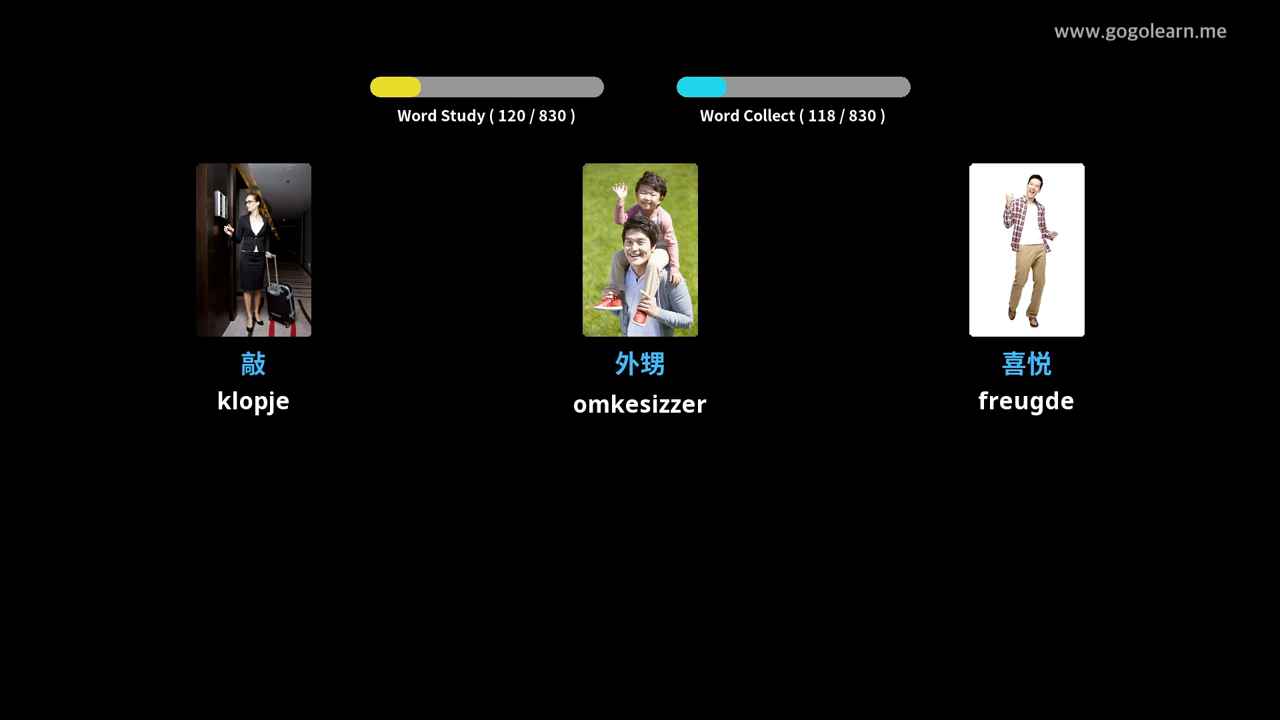 www.gogolearn.me
Word Study ( 120 / 830 )
Word Collect ( 118 / 830 )
敲
klopje
外甥
omkesizzer
喜悦
freugde